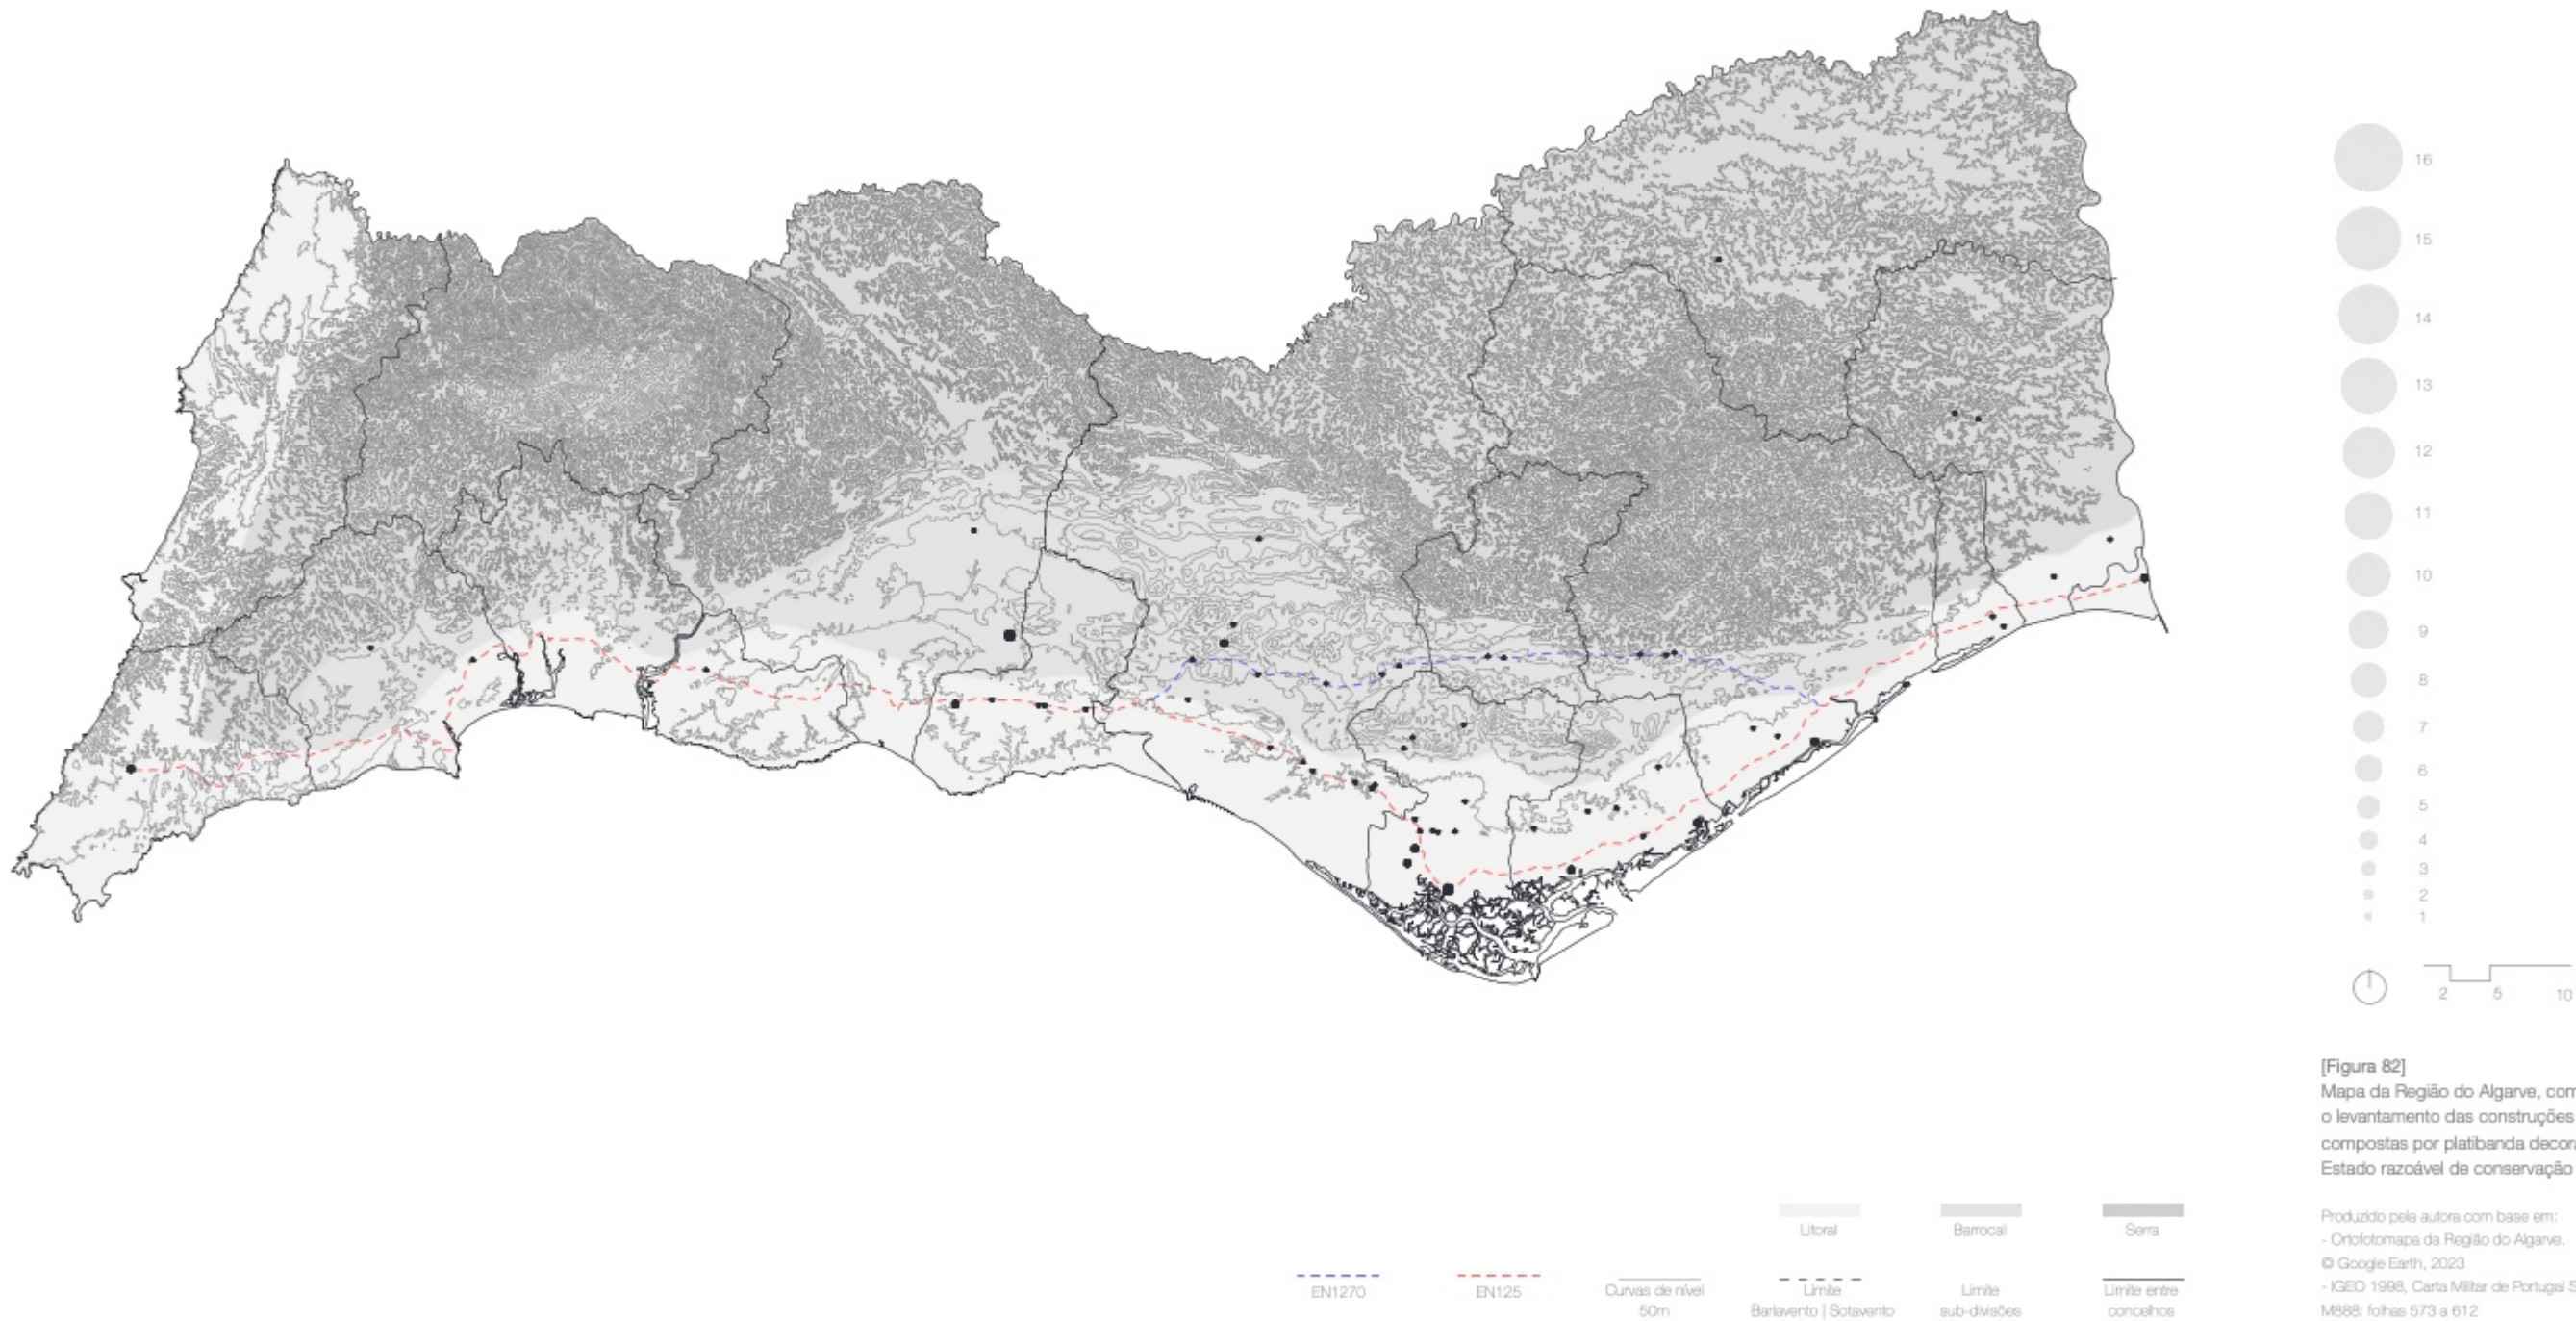 16
15
14
13
12
11
10
9
8
7
6
5
4
3
2
1
2 5 10
[Figura 82]
Mapa da Região do Algarve, com
o levantamento das construções
compostas por platibanda decora
Estado razoável de conservação
Produzido pela autora com base em:
- Ortofotomapa da Região do Algarve,
© Google Earth, 2023
- IGEO 1998, Carta Militar de Portugal S
M888: folhas 573 a 612
Litoral Barrocal Serra
EN1270 EN125 Curvas de nível Limite Limite Limite entre
50m Barlavento | Sotavento sub-divisões concelhos